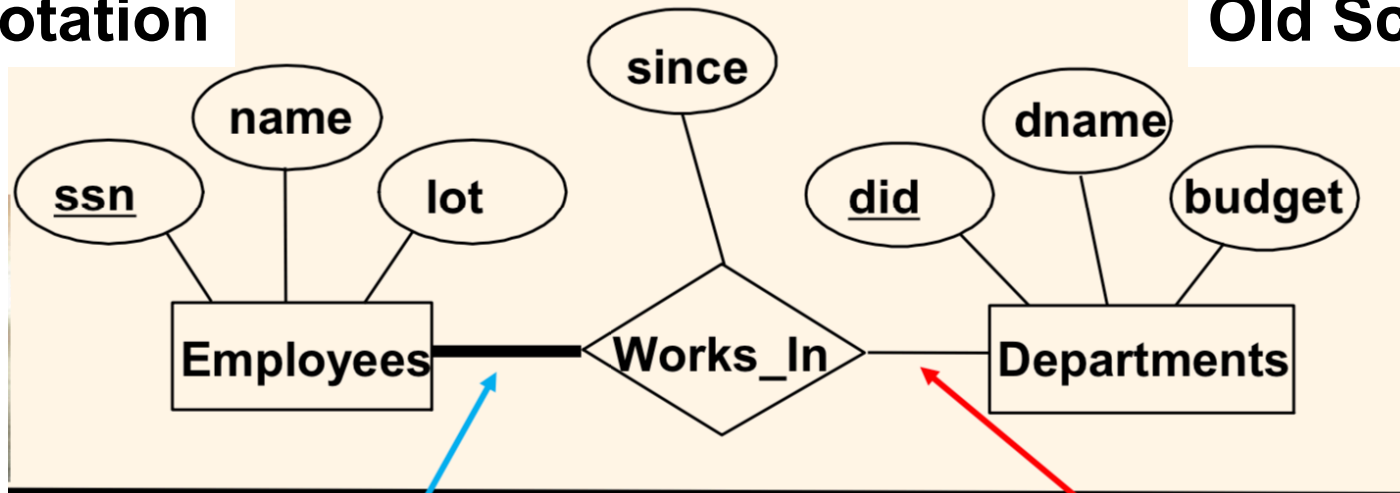 otation
Old Sc
since
name
dname
ssn
lot
did
budget
Employees
Works_In
Departments